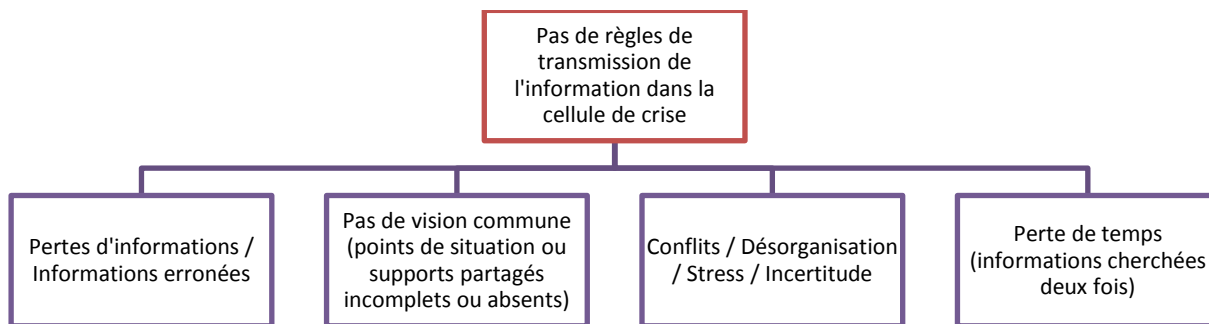 Pas de règles de
transmission de
l'information dans la
cellule de crise
Pertes d'informations /
Informations erronées
Pas de vision commune
(points de situation ou
supports partagés
incomplets ou absents)
Conflits / Désorganisation
/ Stress / Incertitude
Perte de temps
(informations cherchées
deux fois)